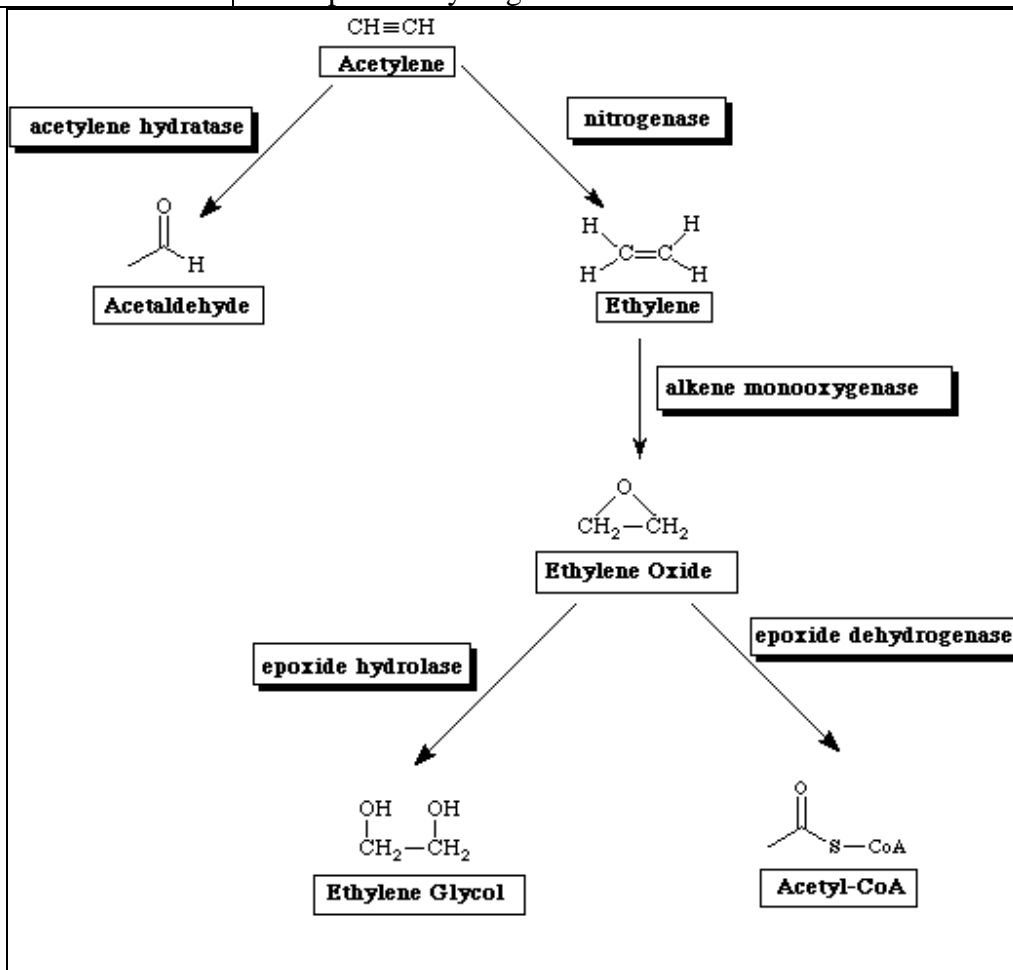 CH≡CH
Acetylene
acetylene hydratase
nitrogenase
O
H
H H
C=C
H H
Acetaldehyde
Ethylene
alkene monooxygenase
O
CH₂—CH₂
Ethylene Oxide
epoxide dehydrogenase
epoxide hydrolase
OH OH
CH₂—CH₂
O
S—CoA
Ethylene Glycol
Acetyl-CoA